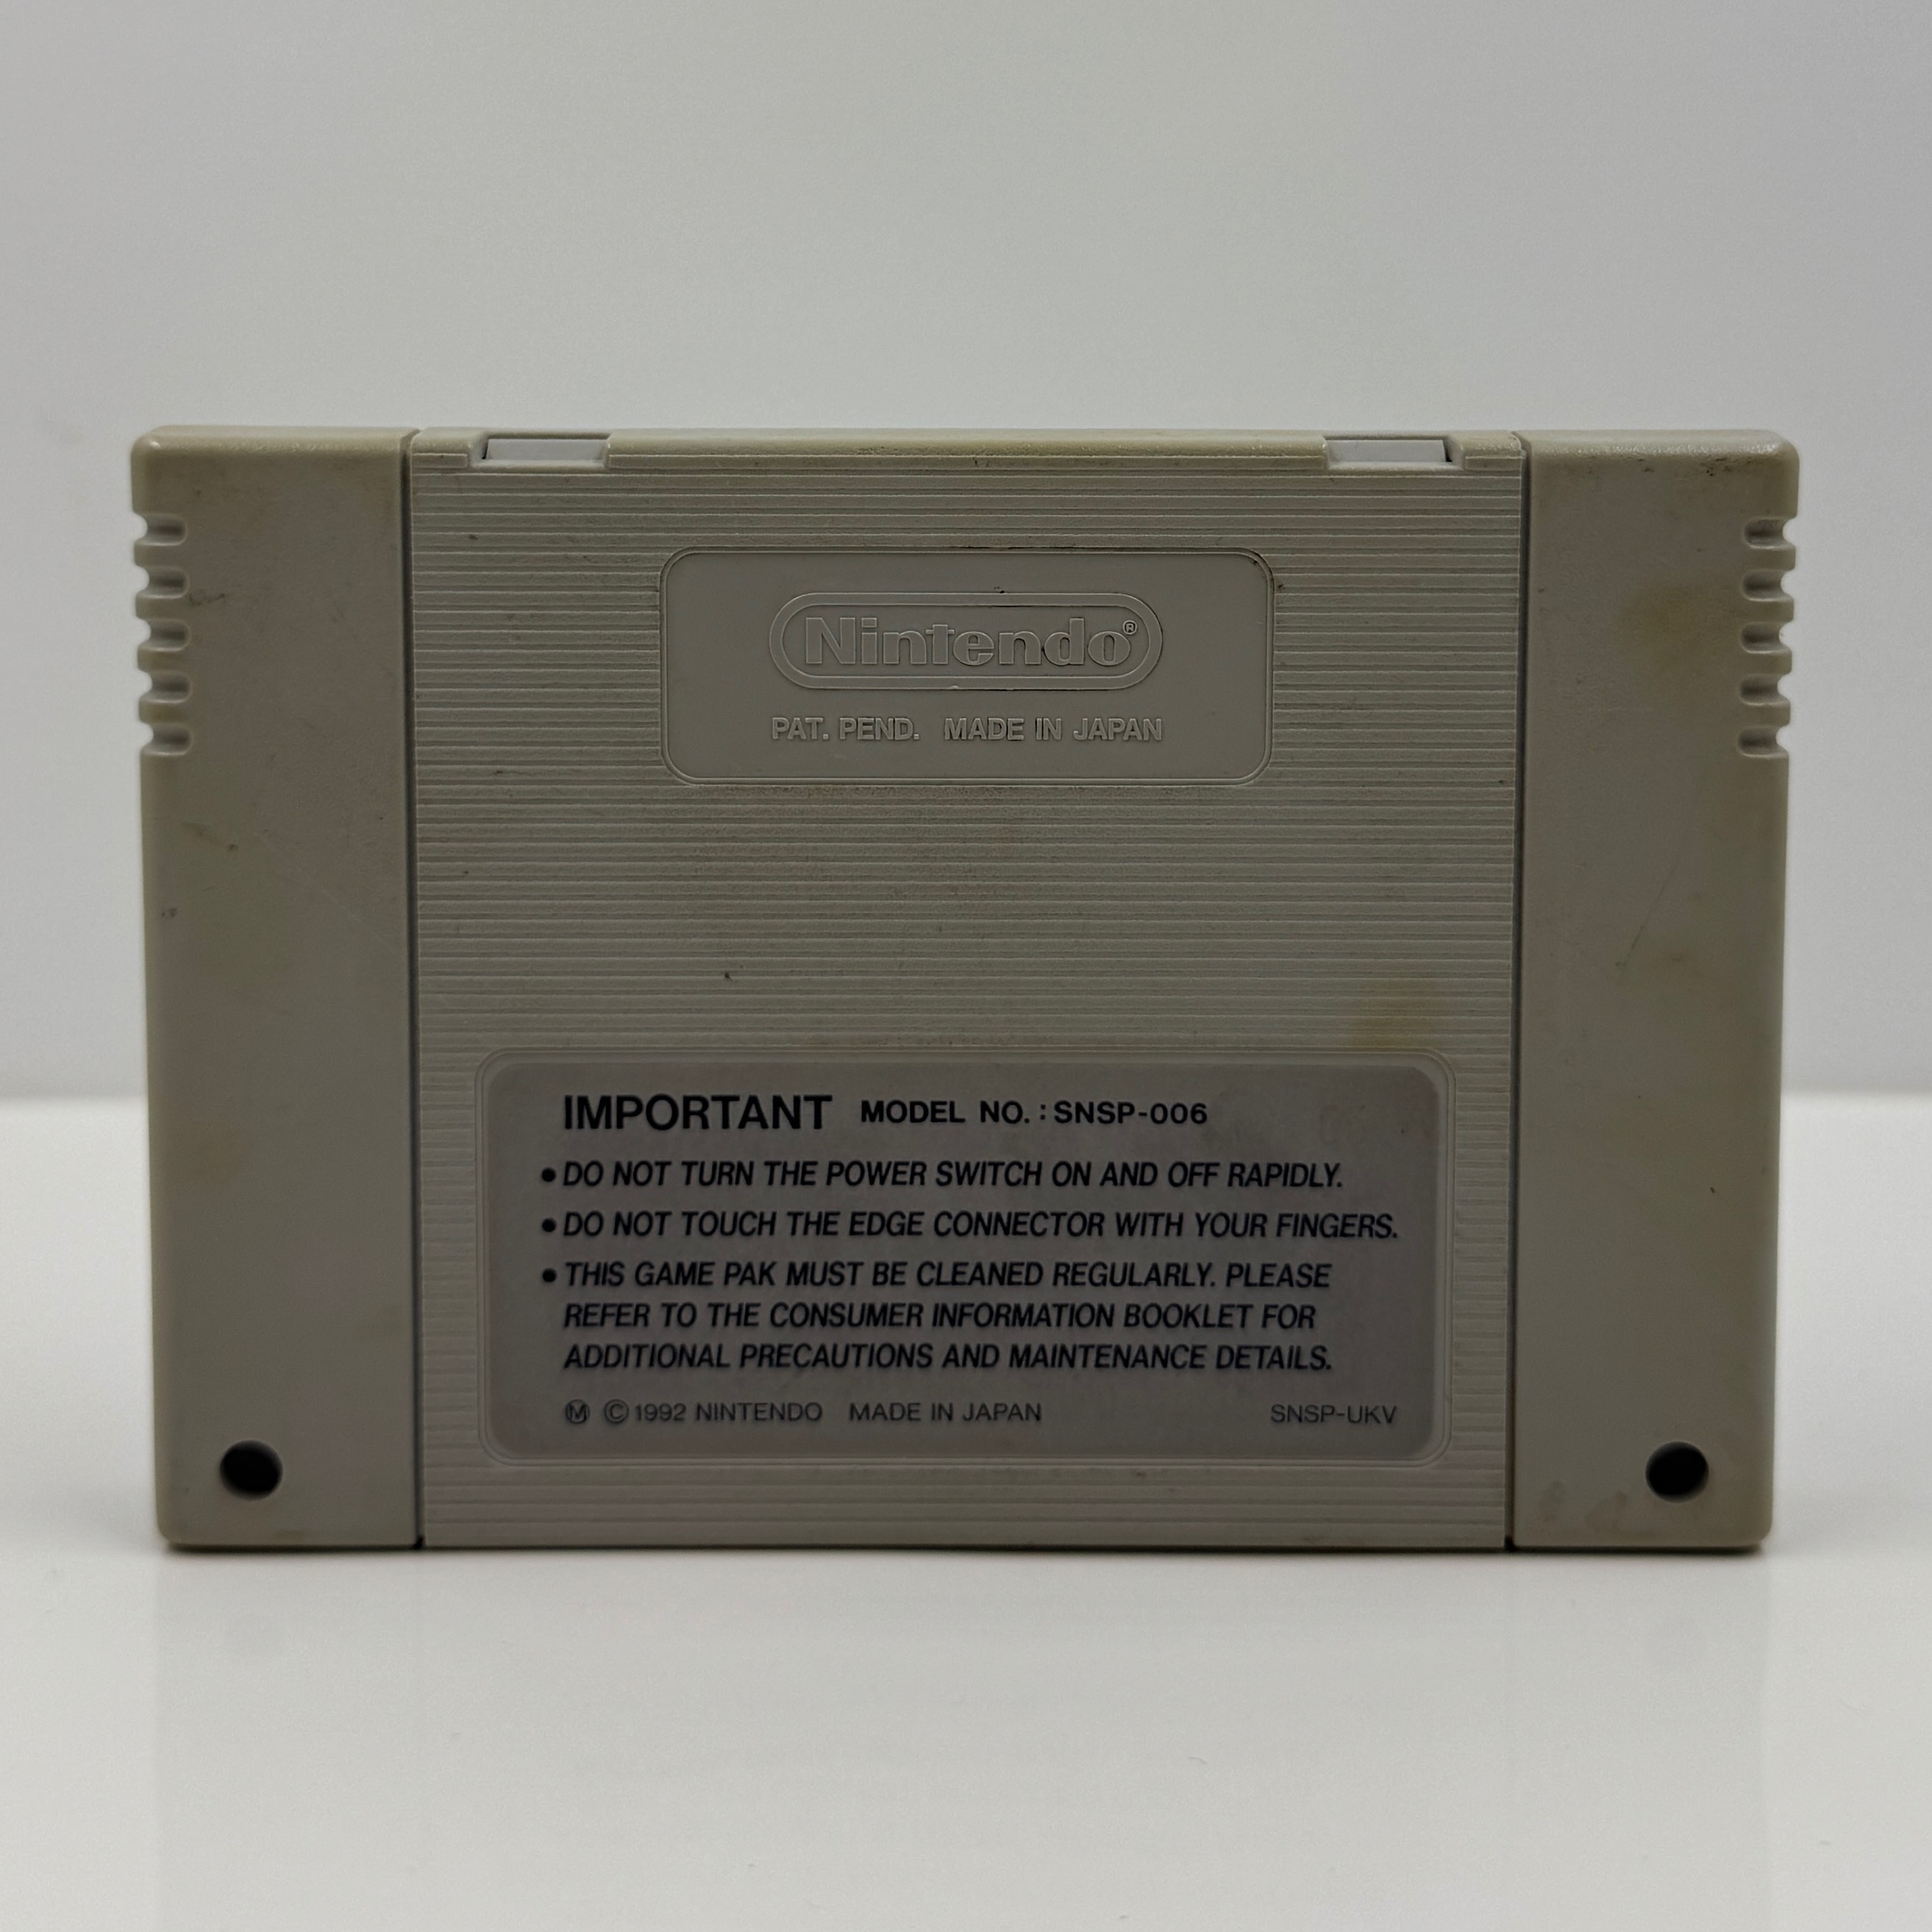 Nintendo®
PAT. PEND. MADE IN JAPAN
IMPORTANT MODEL NO.: SNSP-006
• DO NOT TURN THE POWER SWITCH ON AND OFF RAPIDLY.
• DO NOT TOUCH THE EDGE CONNECTOR WITH YOUR FINGERS.
• THIS GAME PAK MUST BE CLEANED REGULARLY. PLEASE
REFER TO THE CONSUMER INFORMATION BOOKLET FOR
ADDITIONAL PRECAUTIONS AND MAINTENANCE DETAILS.
Ⓜ ©1992 NINTENDO MADE IN JAPAN SNSP-UKV